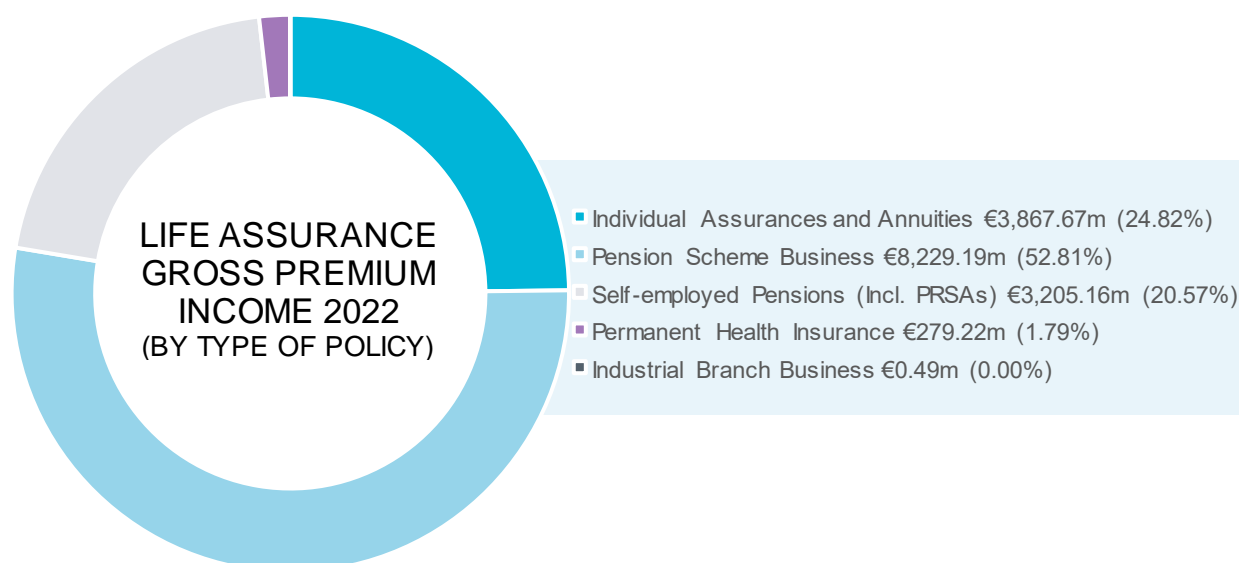 LIFE ASSURANCE
GROSS PREMIUM
INCOME 2022
(BY TYPE OF POLICY)
Individual Assurances and Annuities €3,867.67m (24.82%)
Pension Scheme Business €8,229.19m (52.81%)
Self-employed Pensions (Incl. PRSAs) €3,205.16m (20.57%)
Permanent Health Insurance €279.22m (1.79%)
Industrial Branch Business €0.49m (0.00%)